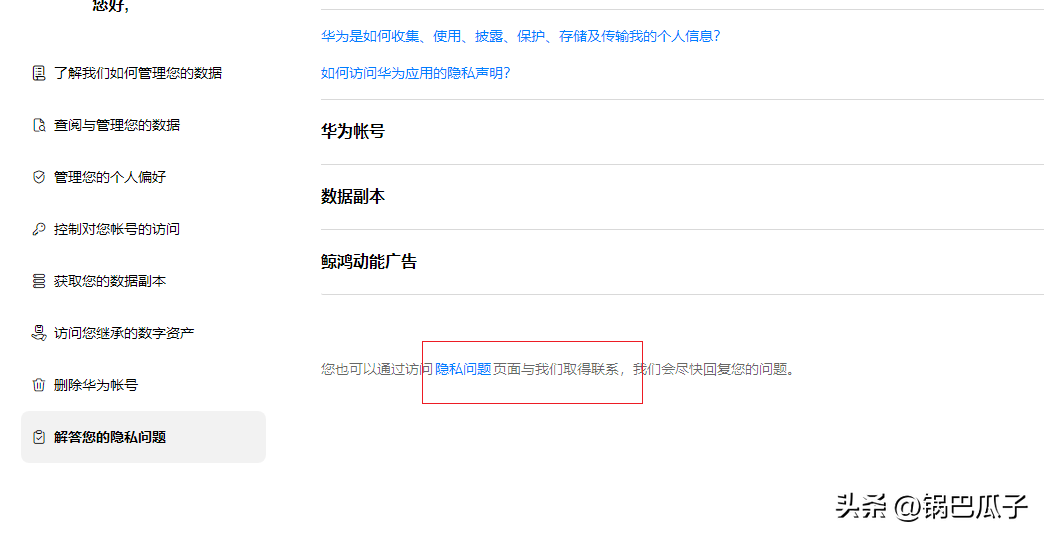 您好,
了解我们如何管理您的数据
查阅与管理您的数据
管理您的个人偏好
控制对您帐号的访问
获取您的数据副本
访问您继承的数字资产
删除华为帐号
解答您的隐私问题
华为是如何收集、使用、披露、保护、存储及传输我的个人信息?
如何访问华为应用的隐私声明?
华为帐号
数据副本
鲸鸿动能广告
您也可以通过访问隐私问题页面与我们取得联系，我们会尽快回复您的问题。
头条 @锅巴瓜子